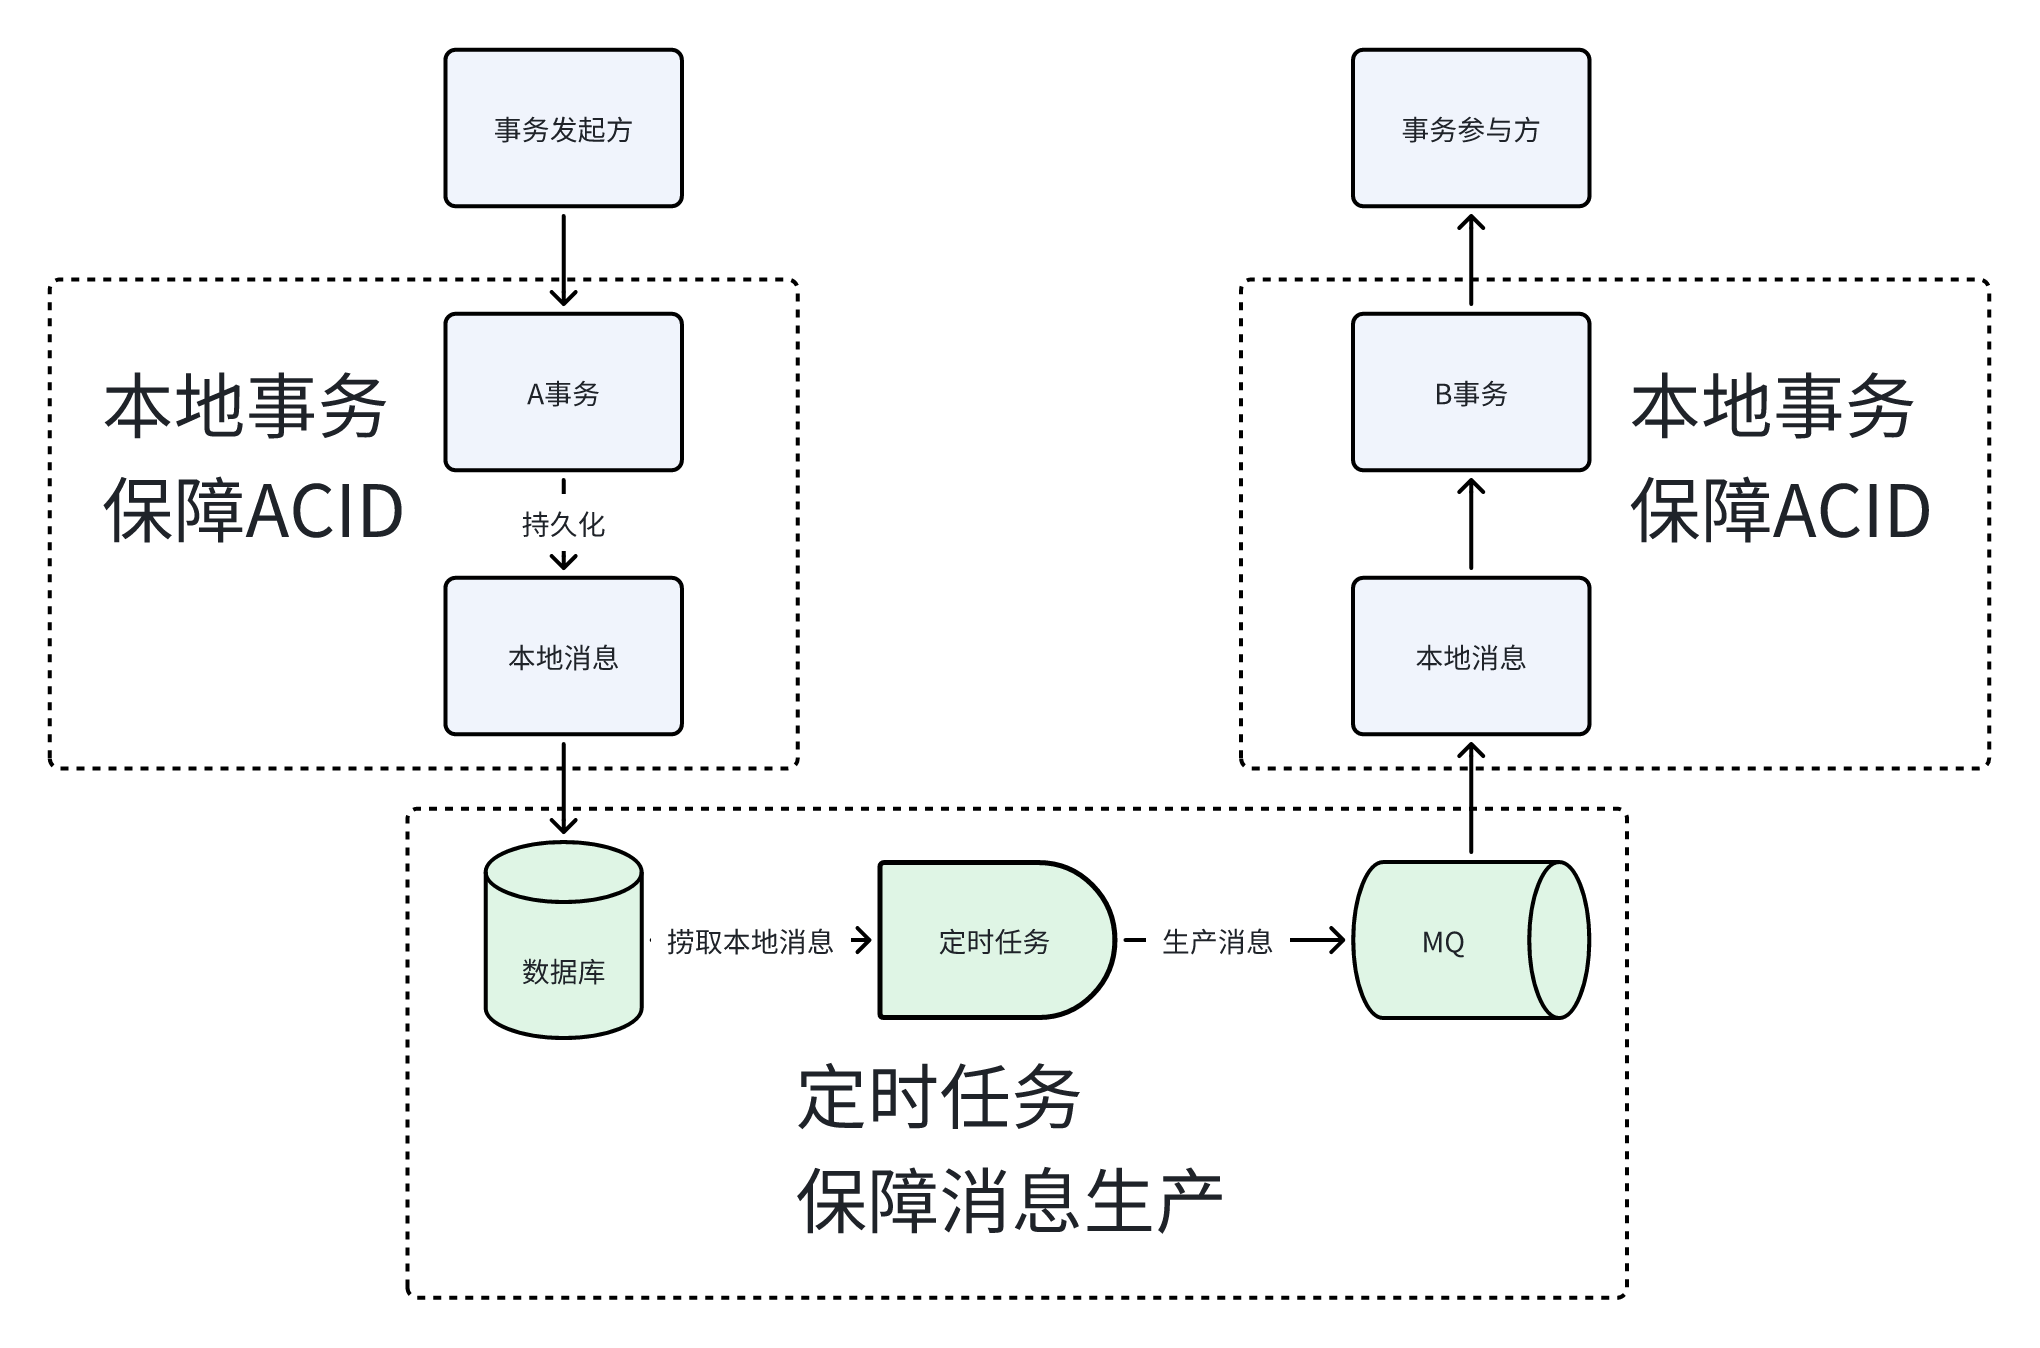 事务发起方
事务参与方
本地事务
保障ACID
A事务
持久化
本地消息
B事务
本地消息
本地事务
保障ACID
数据库
捞取本地消息
定时任务
生产消息
MQ
定时任务
保障消息生产